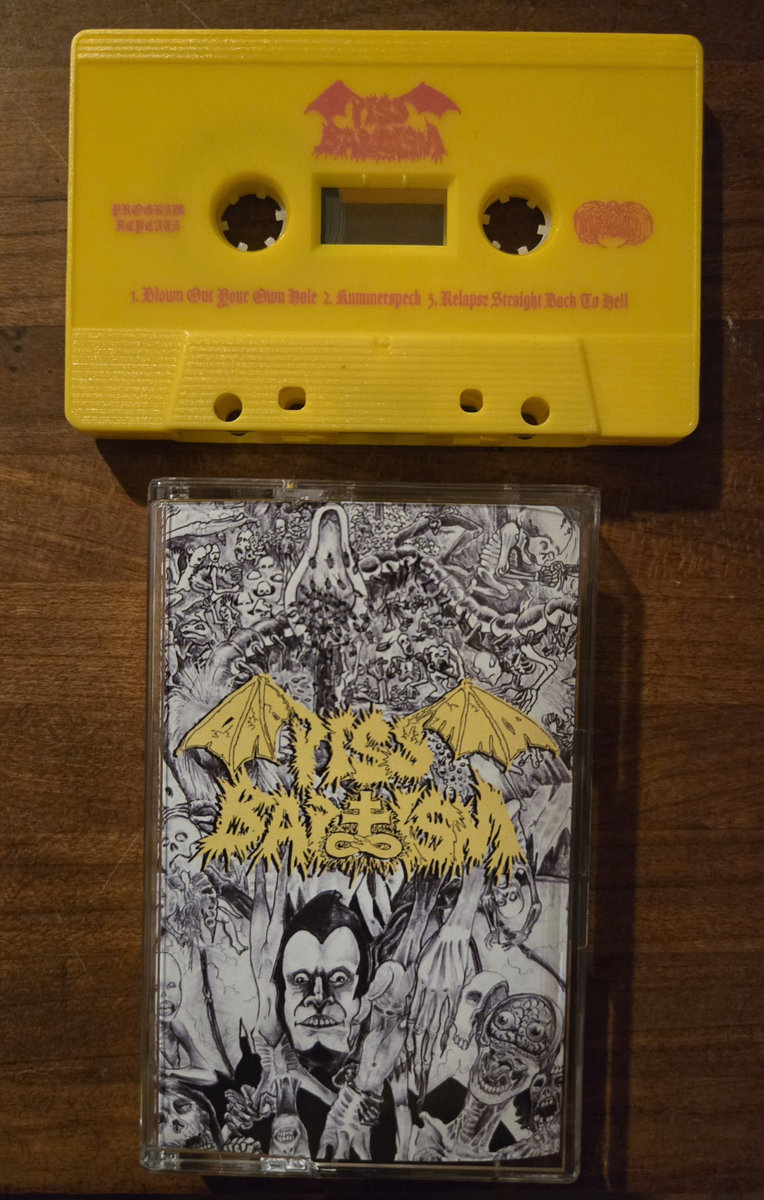 PISS
BAPTISM
PROGRAM
REPEATS
1. Blown Out Your Own Hole 2. Kummerspeck 3. Relapse Straight Back To Hell
PISS
BAPTISM